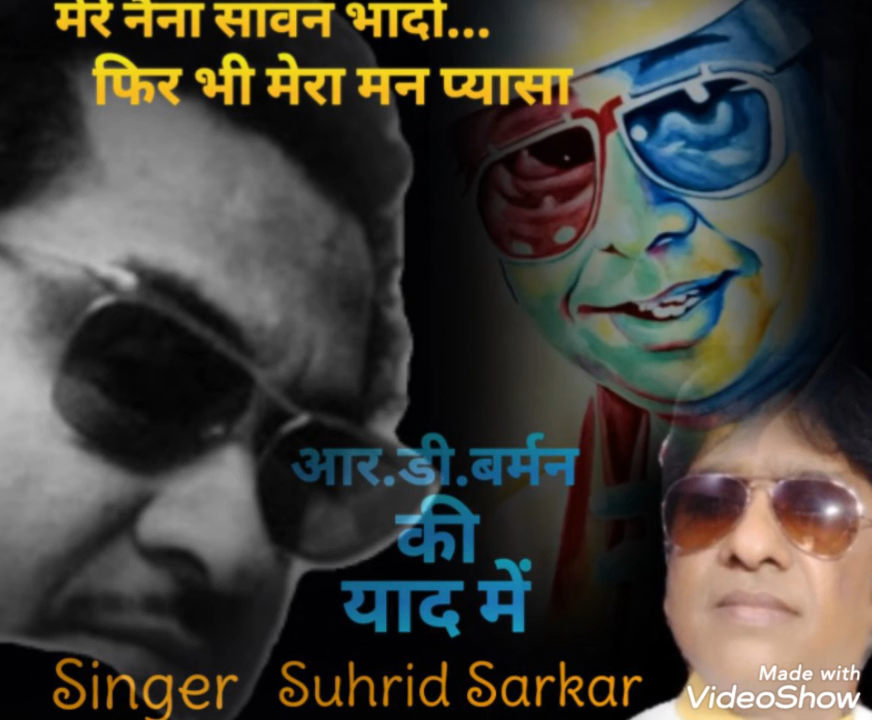 मेरे नैना सावन भादों...
फिर भी मेरा मन प्यासा
आर.डी.बर्मन
की
याद में
Singer Suhrid Sarkar
Made with
VideoShow